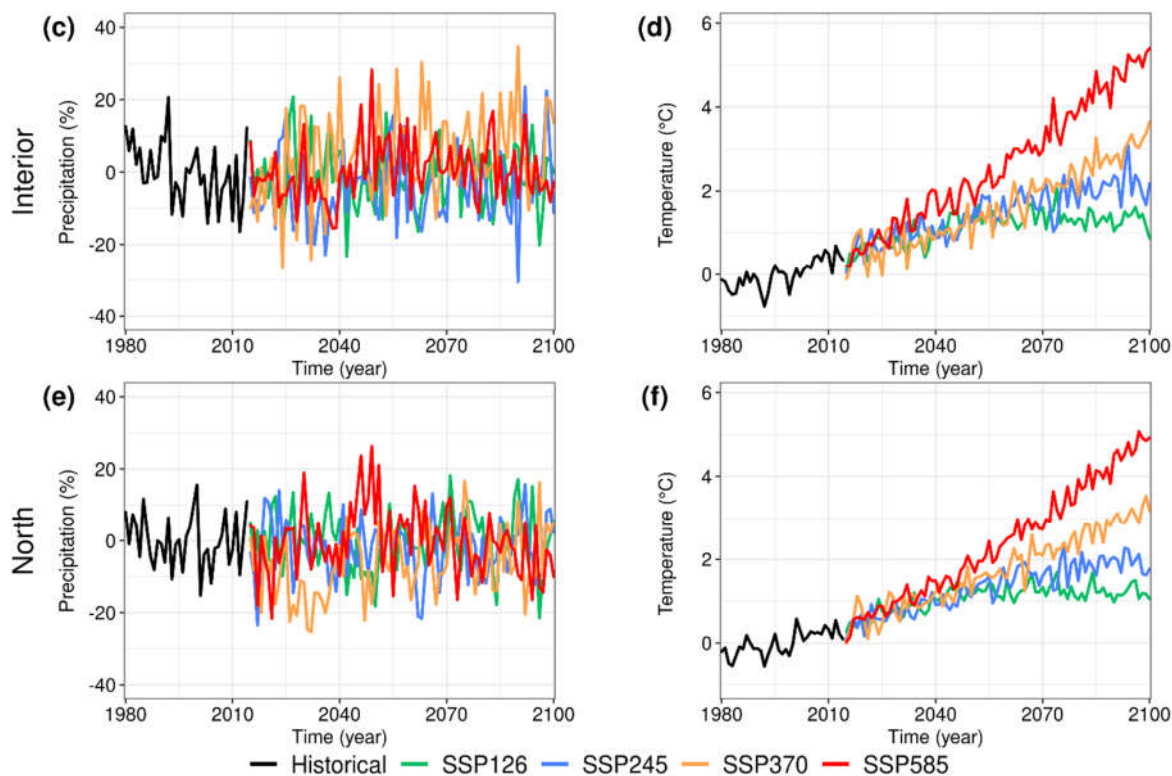 (c)
(d)
Interior
Precipitation (%)
40
20
0
-20
-40
1980
2010
2040
2070
2100
Time (year)
Temperature (°C)
6
4
2
0
1980
2010
2040
2070
2100
Time (year)
(e)
(f)
North
Precipitation (%)
40
20
0
-20
-40
1980
2010
2040
2070
2100
Time (year)
Temperature (°C)
6
4
2
0
1980
2010
2040
2070
2100
Time (year)
Historical SSP126 SSP245 SSP370 SSP585